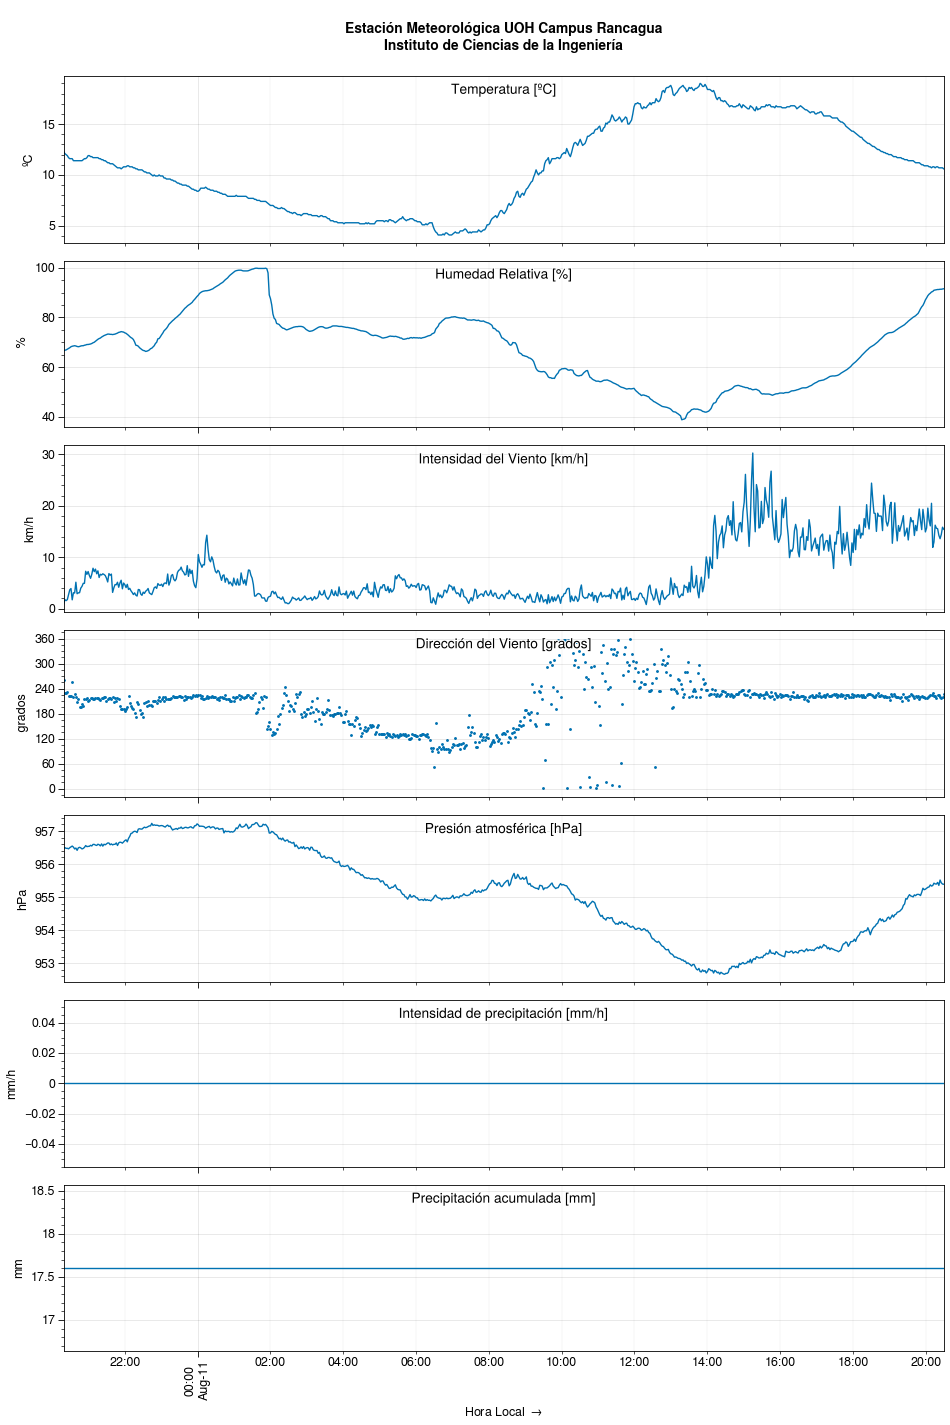 Estación Meteorológica UOH Campus Rancagua
Instituto de Ciencias de la Ingeniería
Temperatura [ºC]
ºC
15
10
5
Humedad Relativa [%]
%
100
80
60
40
Intensidad del Viento [km/h]
km/h
30
20
10
0
Dirección del Viento [grados]
grados
360
300
240
180
120
60
0
Presión atmosférica [hPa]
hPa
957
956
955
954
953
Intensidad de precipitación [mm/h]
mm/h
0.04
0.02
0
−0.02
−0.04
Precipitación acumulada [mm]
mm
18.5
18
17.5
17
22:00
00:00
Aug-11
02:00
04:00
06:00
08:00
10:00
12:00
14:00
16:00
18:00
20:00
Hora Local →